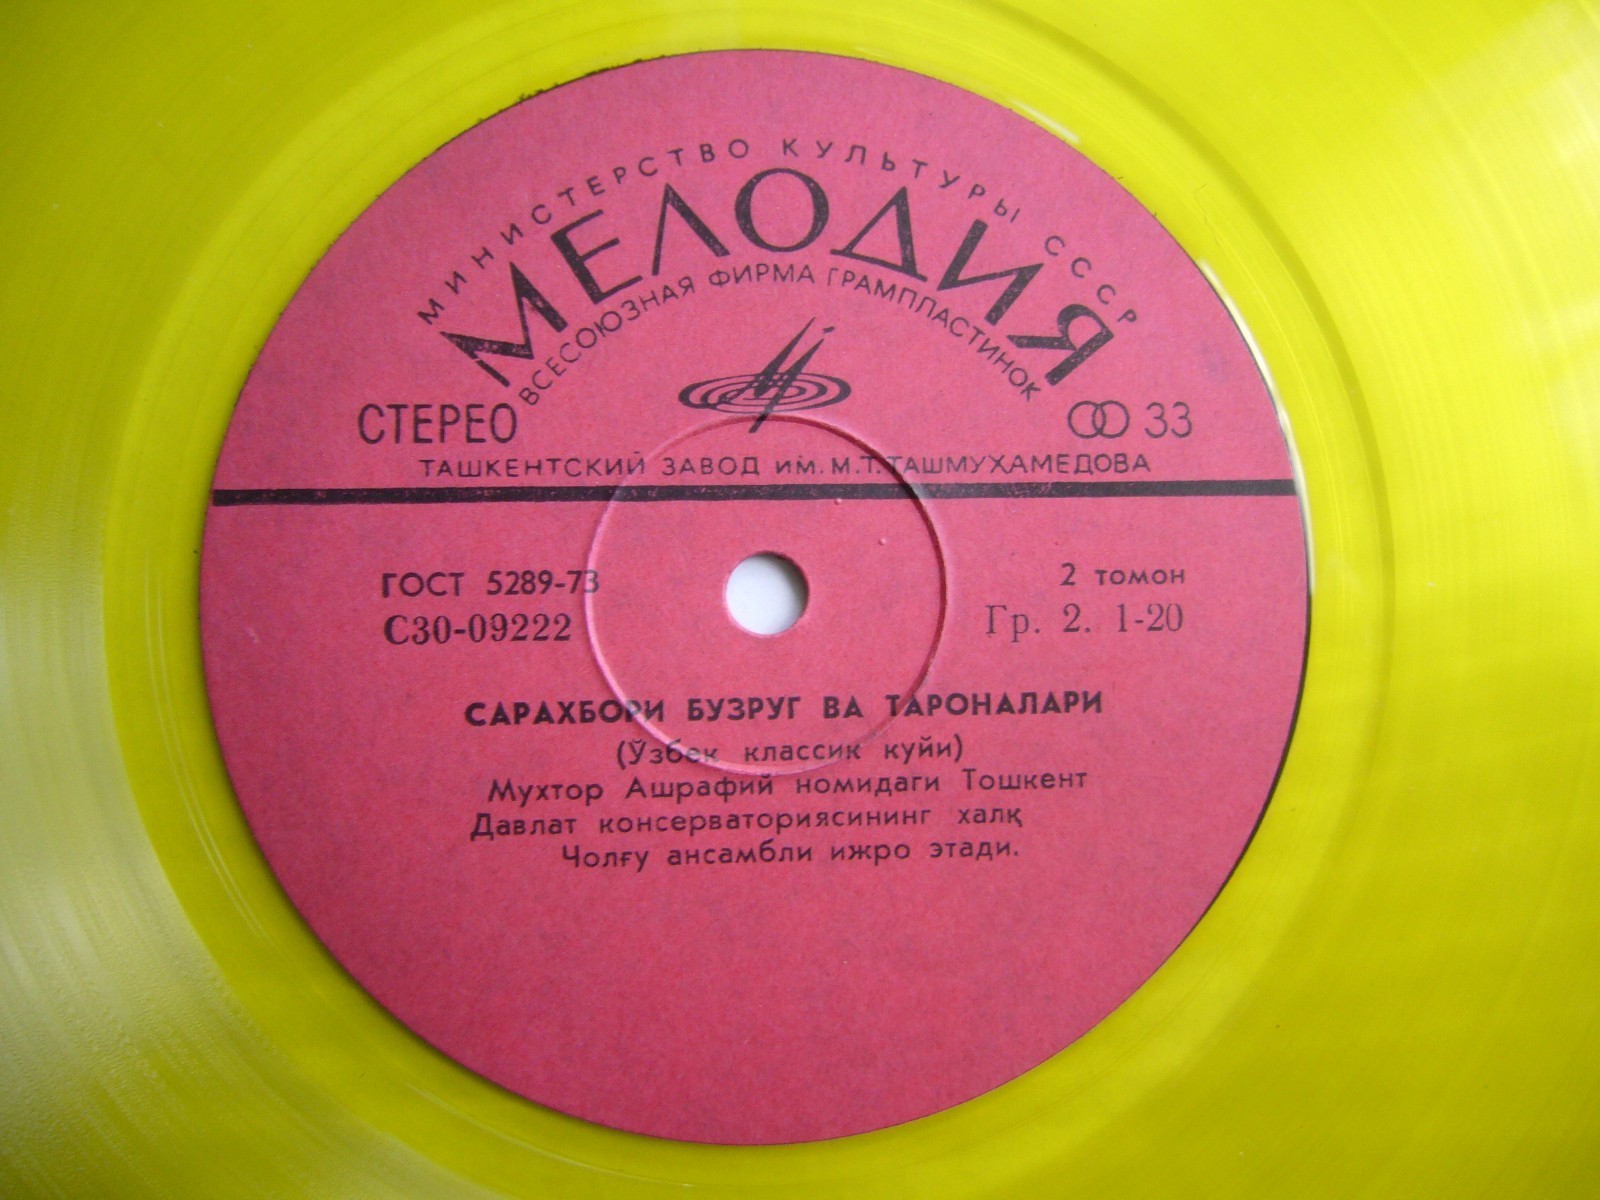 МИНИСТЕРСТВО КУЛЬТУРЫ СССР
МЕЛОДИЯ
ВСЕСОЮЗНАЯ ФИРМА ГРАМПЛАСТИНОК
СТЕРЕО
33
ТАШКЕНТСКИЙ ЗАВОД ИМ. М.Т. ТАШМУХАМЕДОВА
ГОСТ 5289-73
2 томон
С30-09222
Гр. 2. 1-20
САРАХБОРИ БУЗРУГ ВА ТАРОНАЛАРИ
(Ўзбек классик куйи)
Мухтор Ашрафий номидаги Тошкент
Давлат консерваториясининг халқ
Чолғу ансамбли ижро этади.